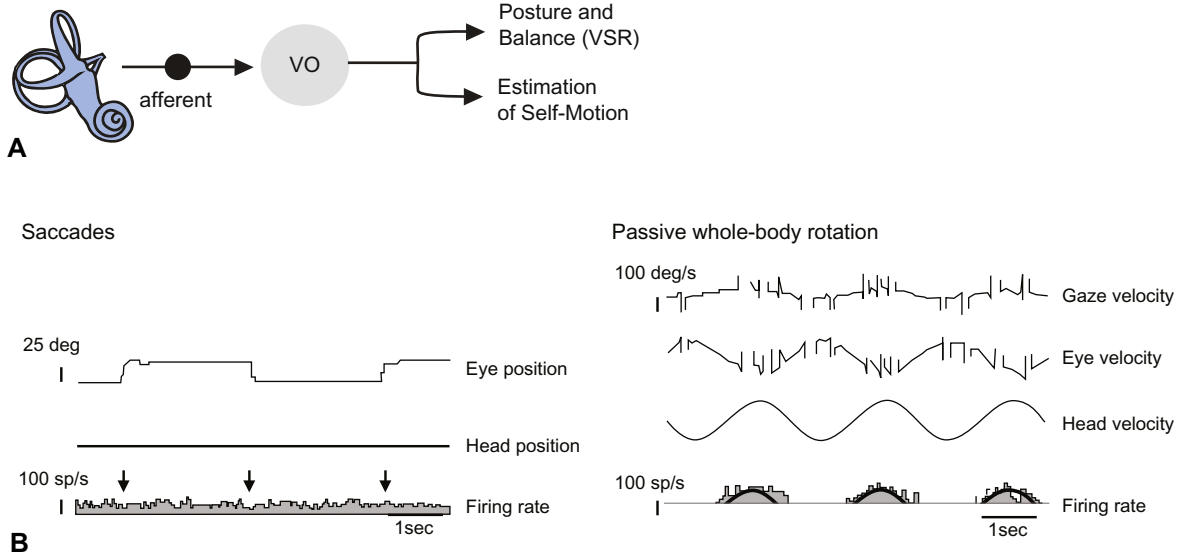 Posture and
Balance (VSR)
VO
afferent
Estimation
of Self-Motion
A
Saccades
25 deg
Eye position
Head position
100 sp/s
Firing rate
1sec
Passive whole-body rotation
100 deg/s
Gaze velocity
Eye velocity
Head velocity
100 sp/s
Firing rate
1sec
B